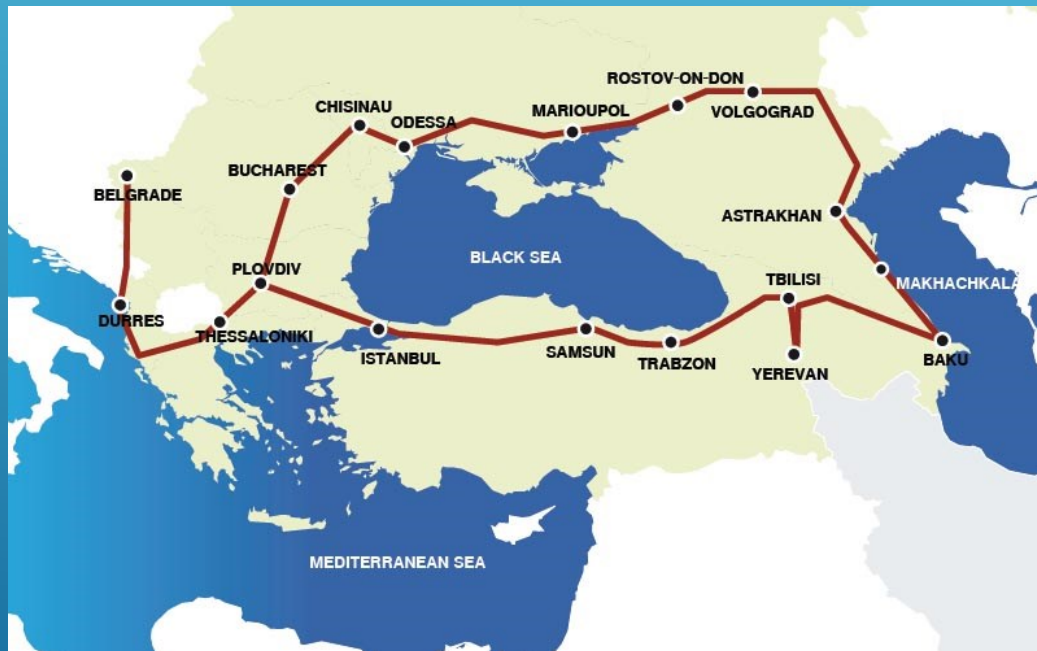 ROSTOV-ON-DON
CHISINAU
MARIOUPOL
VOLGOGRAD
ODESSA
BUCHAREST
BELGRADE
ASTRAKHAN
BLACK SEA
PLOVDIV
TBILISI
MAKHACHKALA
DURRES
THESSALONIKI
ISTANBUL
SAMSUN
TRABZON
YEREVAN
BAKU
MEDITERRANEAN SEA